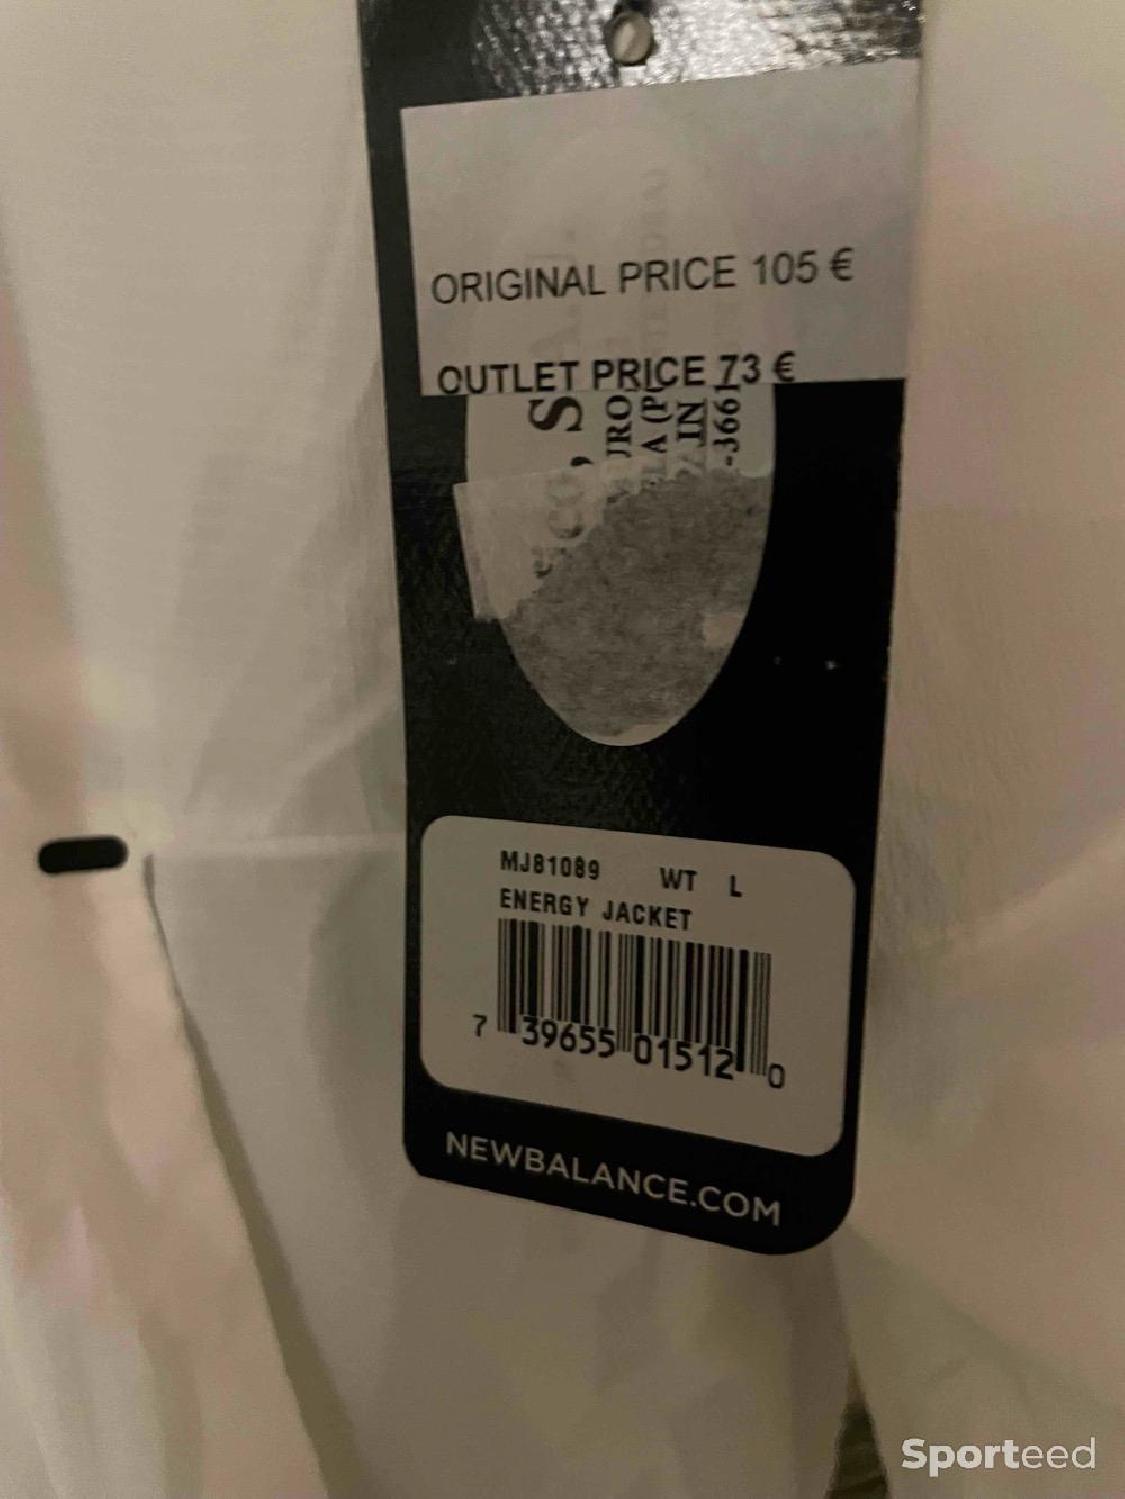 ORIGINAL PRICE 105 €
OUTLET PRICE 73 €
MJ81089 WT L
ENERGY JACKET
7 39655 01512 0
NEWBALANCE.COM
Sporteed